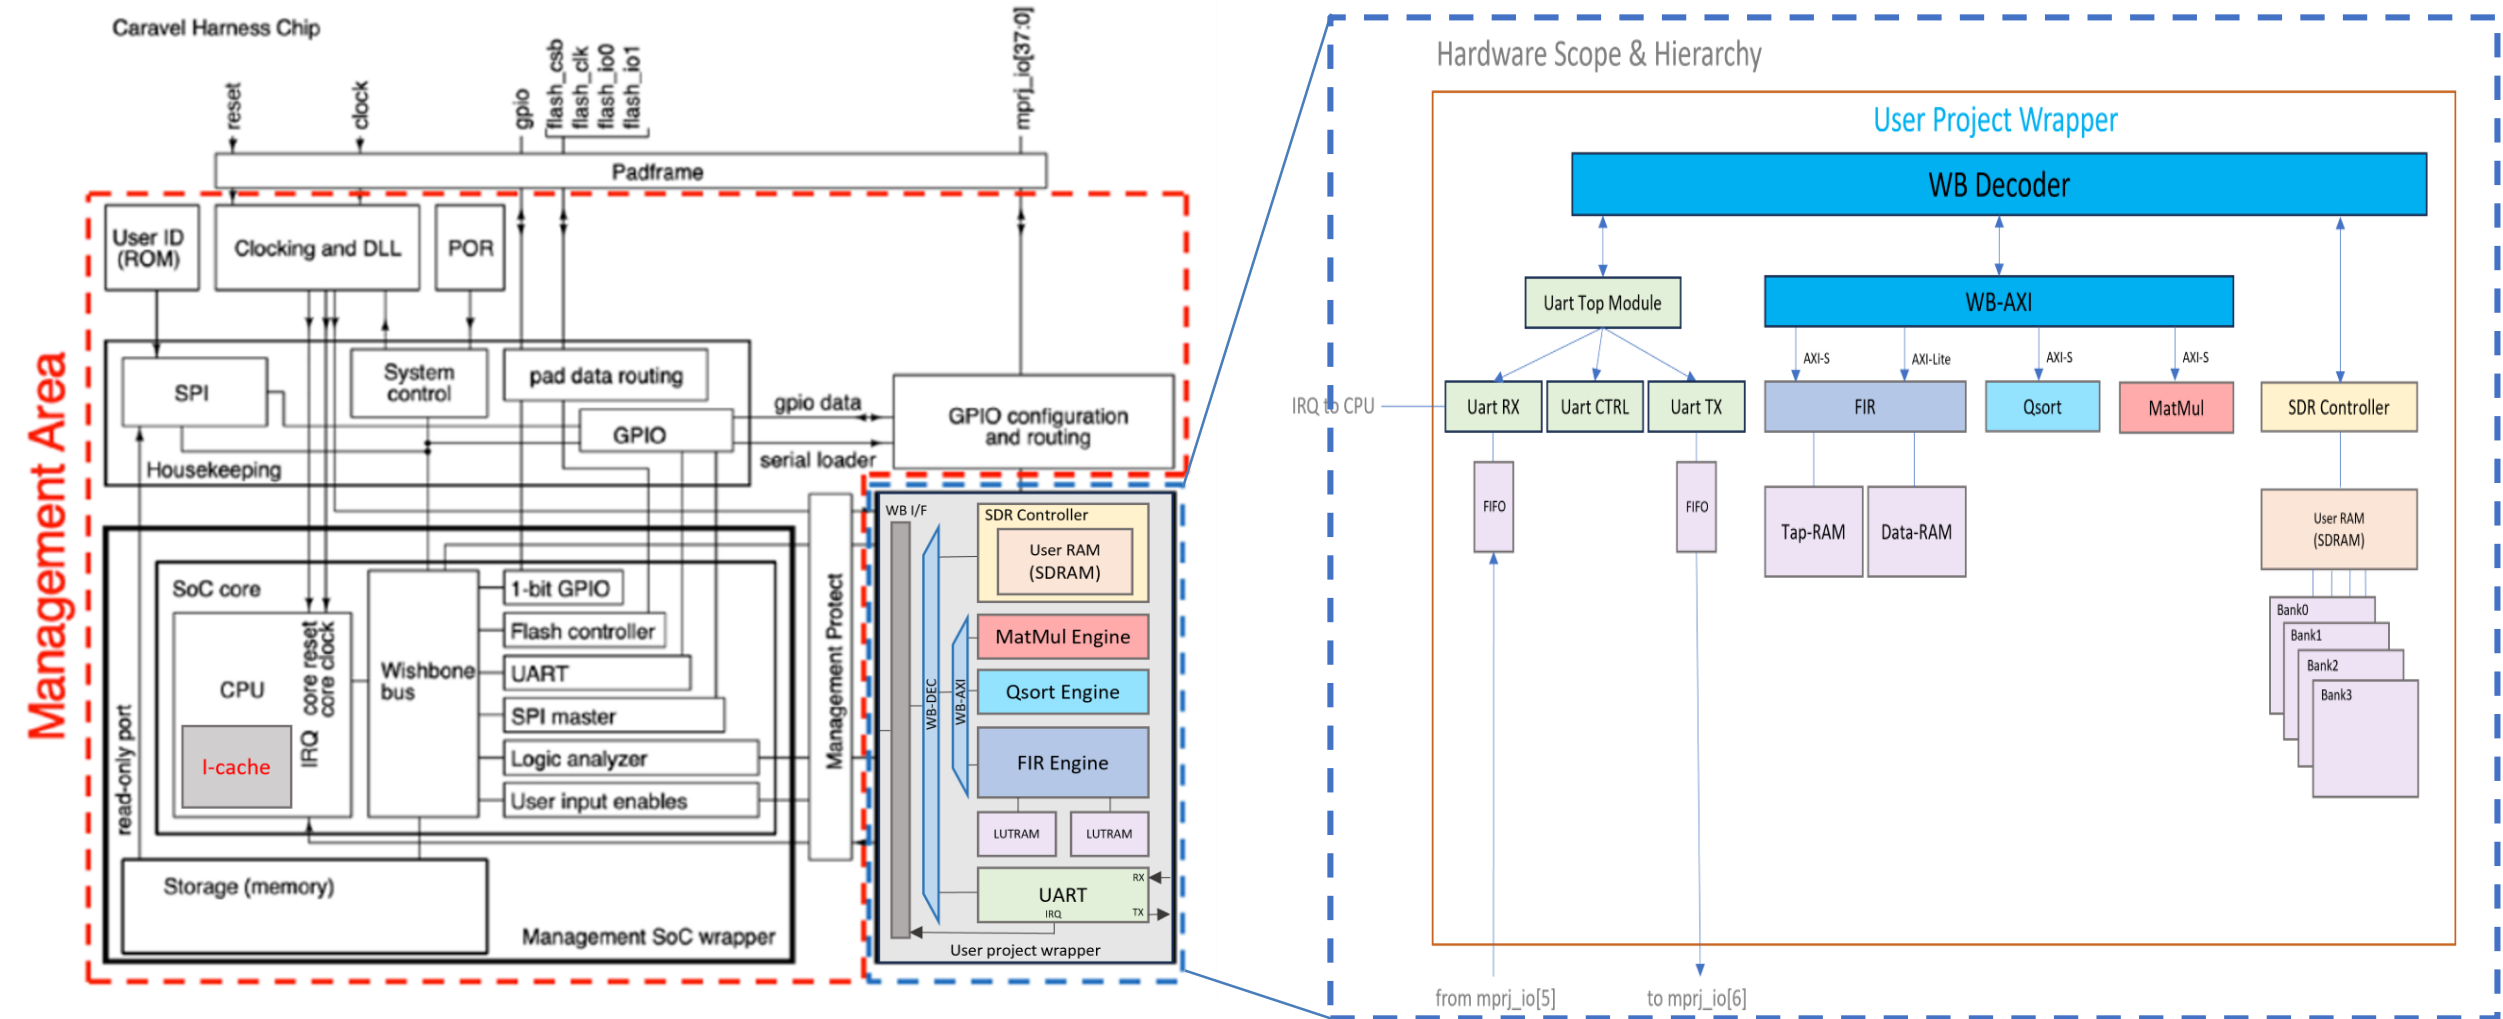 Caravel Harness Chip
reset
clock
gpio
flash_csb
flash_clk
flash_io0
flash_io1
mprj_io[37:0]
Padframe
Management Area
User ID
(ROM)
Clocking and DLL
POR
SPI
System
control
pad data routing
GPIO
Housekeeping
gpio data
serial loader
GPIO configuration
and routing
SoC core
CPU
I-cache
core reset
core clock
IRQ
Wishbone
bus
1-bit GPIO
Flash controller
UART
SPI master
Logic analyzer
User input enables
read-only port
Storage (memory)
Management SoC wrapper
Management Protect
WB I/F
WB-DEC
WB-AXI
SDR Controller
User RAM
(SDRAM)
MatMul Engine
Qsort Engine
FIR Engine
LUTRAM
LUTRAM
UART
RX
TX
IRQ
User project wrapper
Hardware Scope & Hierarchy
User Project Wrapper
WB Decoder
Uart Top Module
WB-AXI
AXI-S
AXI-Lite
AXI-S
AXI-S
IRQ to CPU
Uart RX
Uart CTRL
Uart TX
FIR
Qsort
MatMul
SDR Controller
FIFO
FIFO
Tap-RAM
Data-RAM
User RAM
(SDRAM)
Bank0
Bank1
Bank2
Bank3
from mprj_io[5]
to mprj_io[6]